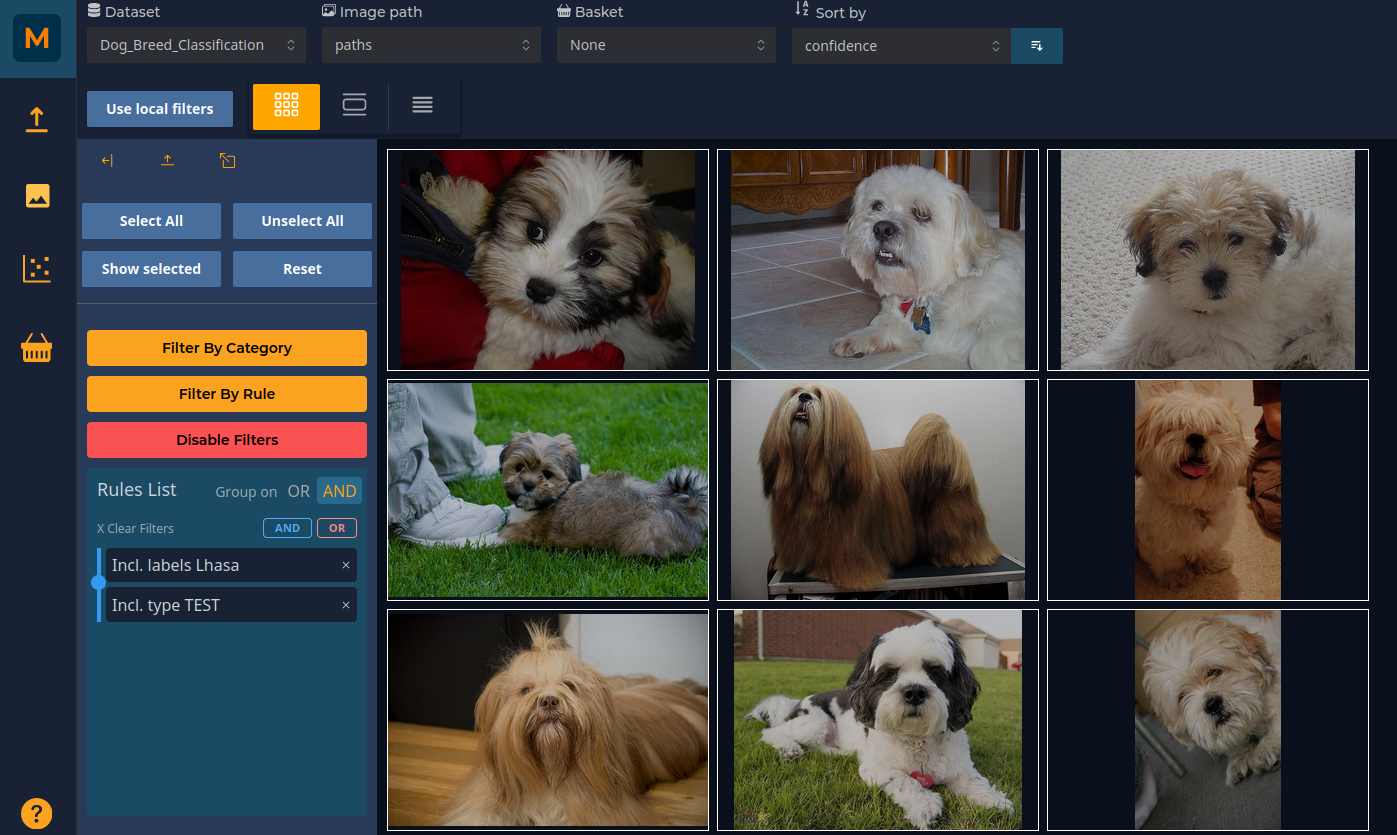 Dataset
Image path
Basket
Sort by
M
Dog_Breed_Classification
paths
None
confidence
Use local filters
Select All
Unselect All
Show selected
Reset
Filter By Category
Filter By Rule
Disable Filters
Rules List Group on OR AND
X Clear Filters AND OR
Incl. labels Lhasa ×
Incl. type TEST ×
?